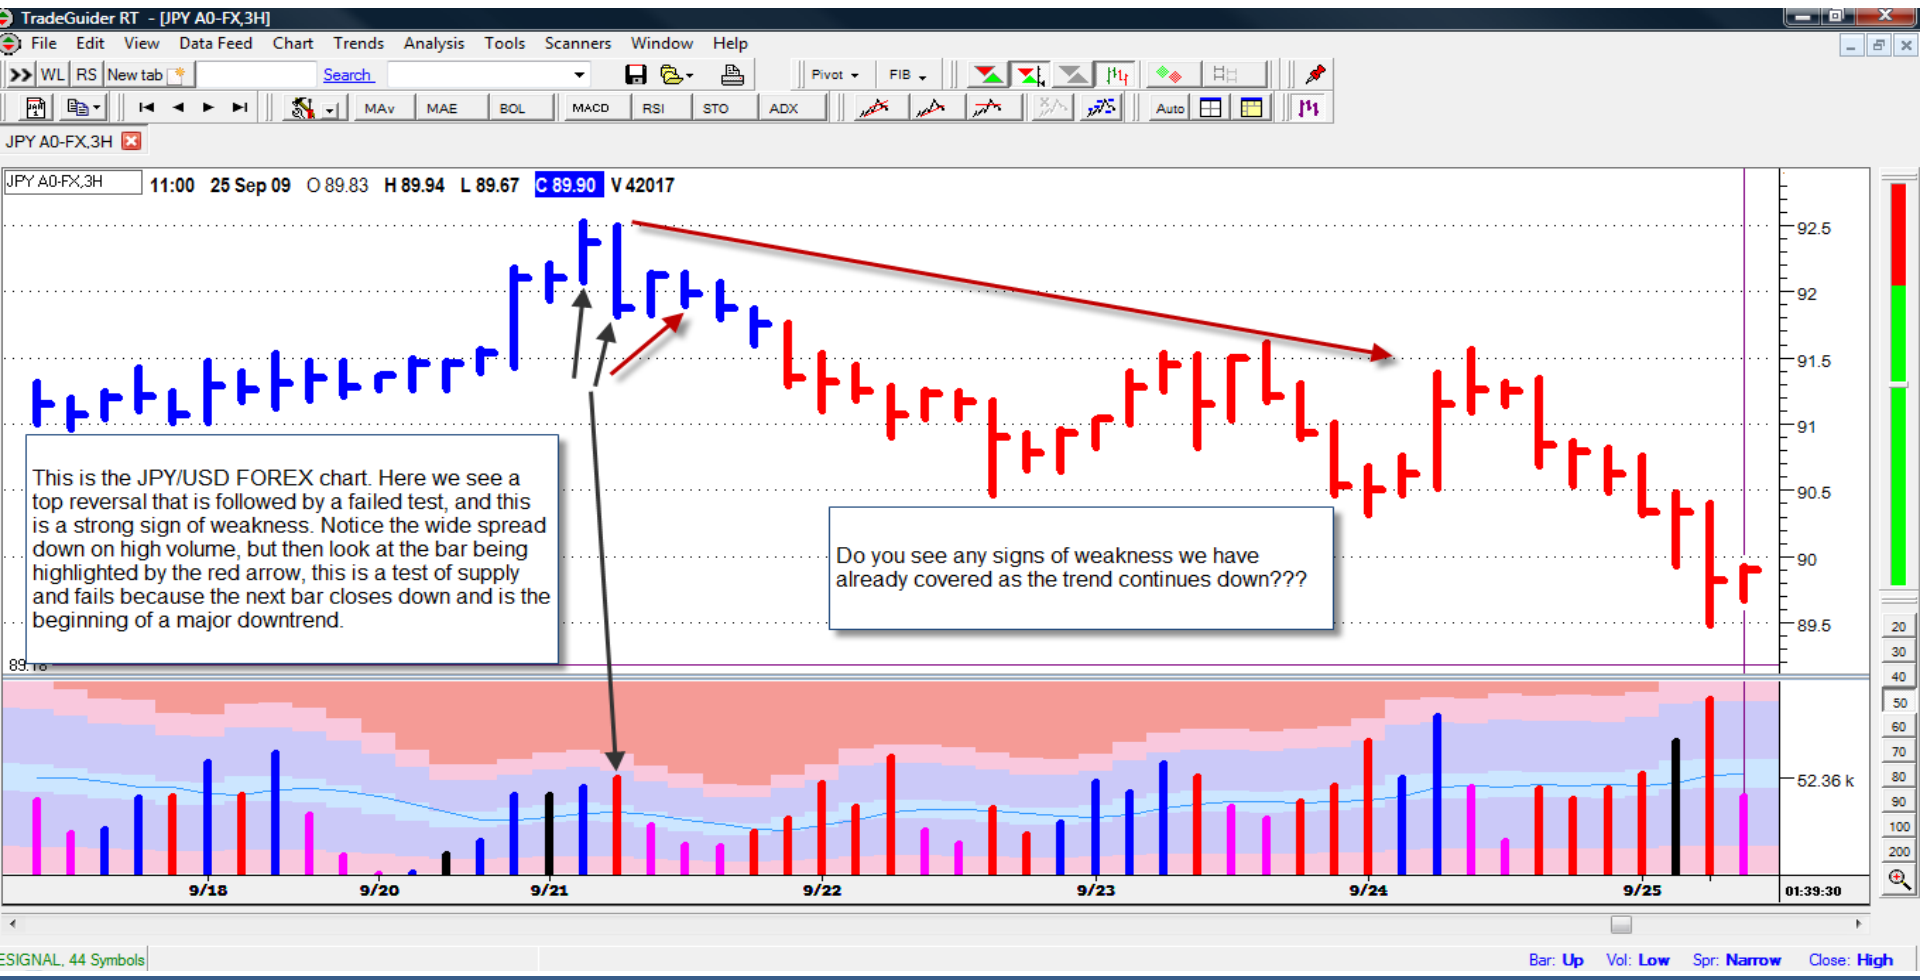 TradeGuider RT - [JPY A0-FX,3H]
File Edit View Data Feed Chart Trends Analysis Tools Scanners Window Help
WL RS New tab Search Pivot FIB
MAv MAE BOL MACD RSI STO ADX Auto
JPY A0-FX,3H
JPY A0-FX,3H 11:00 25 Sep 09 O 89.83 H 89.94 L 89.67 C 89.90 V 42017
92.5
92
91.5
91
90.5
90
89.5
This is the JPY/USD FOREX chart. Here we see a
top reversal that is followed by a failed test, and this
is a strong sign of weakness. Notice the wide spread
down on high volume, but then look at the bar being
highlighted by the red arrow, this is a test of supply
and fails because the next bar closes down and is the
beginning of a major downtrend.
Do you see any signs of weakness we have
already covered as the trend continues down???
52.36 k
20
30
40
50
60
70
80
90
100
200
9/18 9/20 9/21 9/22 9/23 9/24 9/25 01:39:30
ESIGNAL, 44 Symbols
Bar: Up Vol: Low Spr: Narrow Close: High